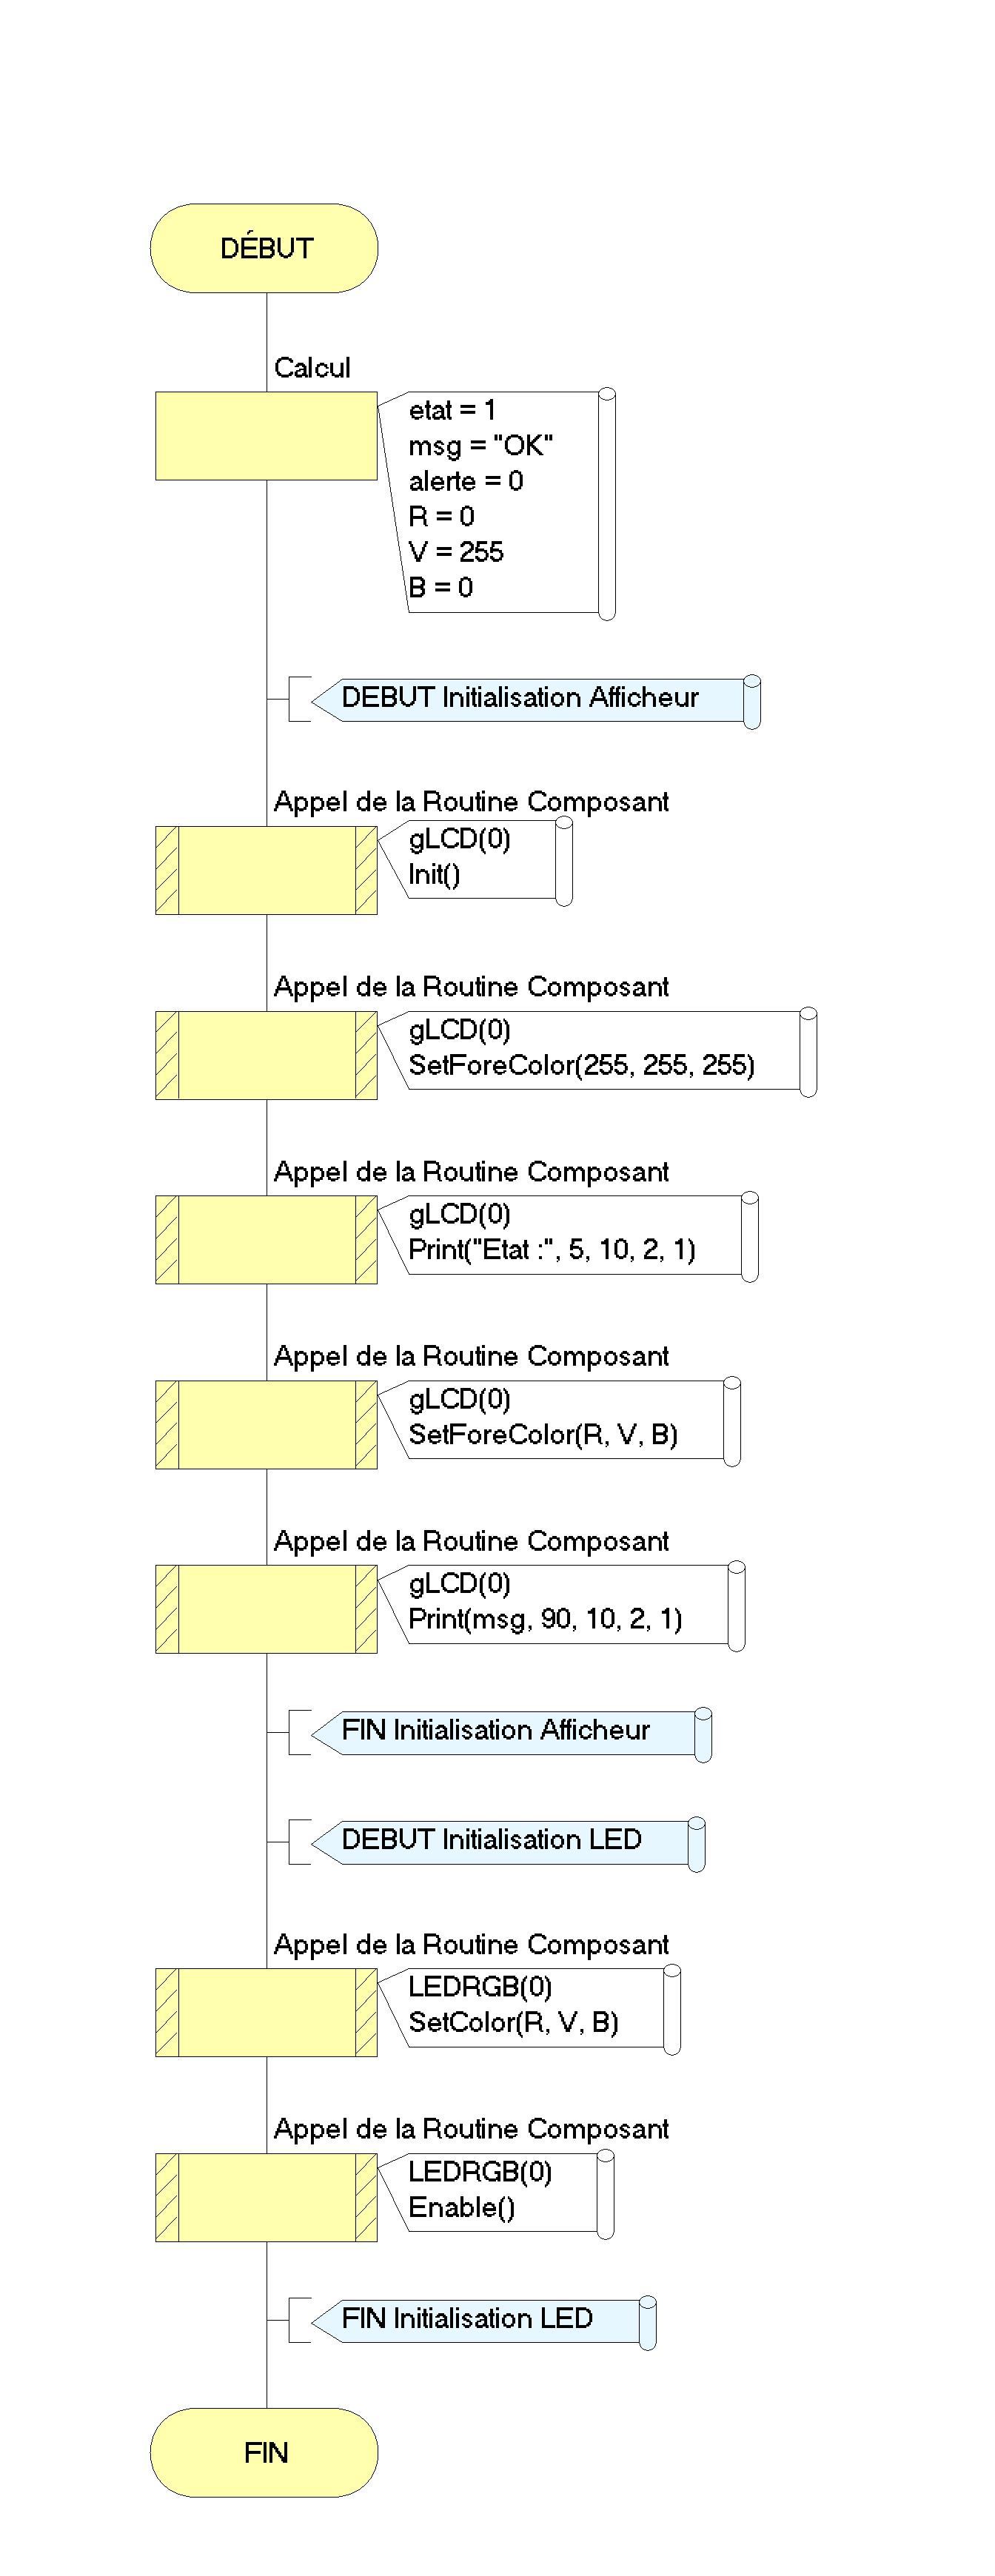 DÉBUT
Calcul
etat = 1
msg = "OK"
alerte = 0
R = 0
V = 255
B = 0
DEBUT Initialisation Afficheur
Appel de la Routine Composant
gLCD(0)
Init()
Appel de la Routine Composant
gLCD(0)
SetForeColor(255, 255, 255)
Appel de la Routine Composant
gLCD(0)
Print("Etat :", 5, 10, 2, 1)
Appel de la Routine Composant
gLCD(0)
SetForeColor(R, V, B)
Appel de la Routine Composant
gLCD(0)
Print(msg, 90, 10, 2, 1)
FIN Initialisation Afficheur
DEBUT Initialisation LED
Appel de la Routine Composant
LEDRGB(0)
SetColor(R, V, B)
Appel de la Routine Composant
LEDRGB(0)
Enable()
FIN Initialisation LED
FIN